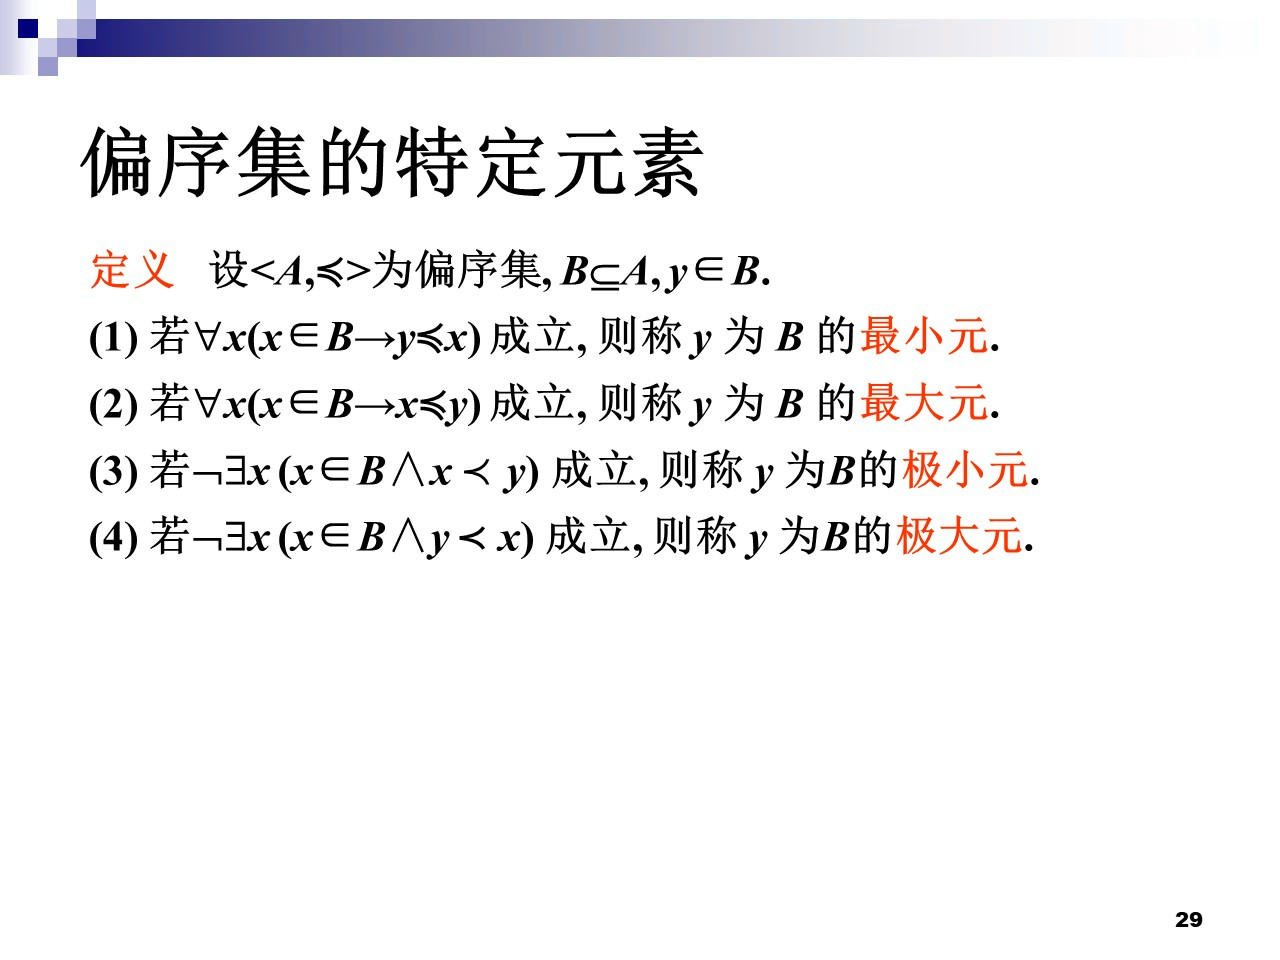 偏序集的特定元素
定义 设<A,≼>为偏序集, B⊆A, y∈B.
(1) 若∀x(x∈B→y≼x) 成立, 则称 y 为 B 的最小元.
(2) 若∀x(x∈B→x≼y) 成立, 则称 y 为 B 的最大元.
(3) 若¬∃x (x∈B∧x ≺ y) 成立, 则称 y 为B的极小元.
(4) 若¬∃x (x∈B∧y ≺ x) 成立, 则称 y 为B的极大元.
29